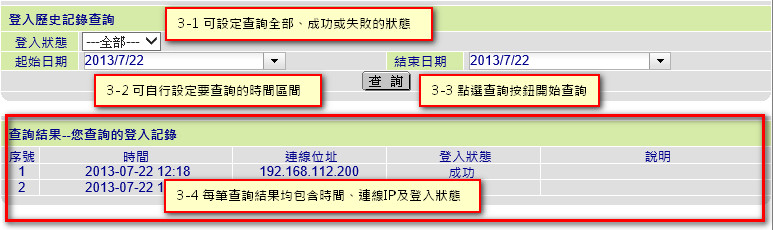 登入歷史記錄查詢
3-1 可設定查詢全部、成功或失敗的狀態
登入狀態 ---全部---
起始日期 2013/7/22 結束日期 2013/7/22
查 詢
3-2 可自行設定要查詢的時間區間
3-3 點選查詢按鈕開始查詢
查詢結果--您查詢的登入記錄
序號 時間 連線位址 登入狀態 說明
1 2013-07-22 12:18 192.168.112.200 成功
2 2013-07-22 1
3-4 每筆查詢結果均包含時間、連線IP及登入狀態